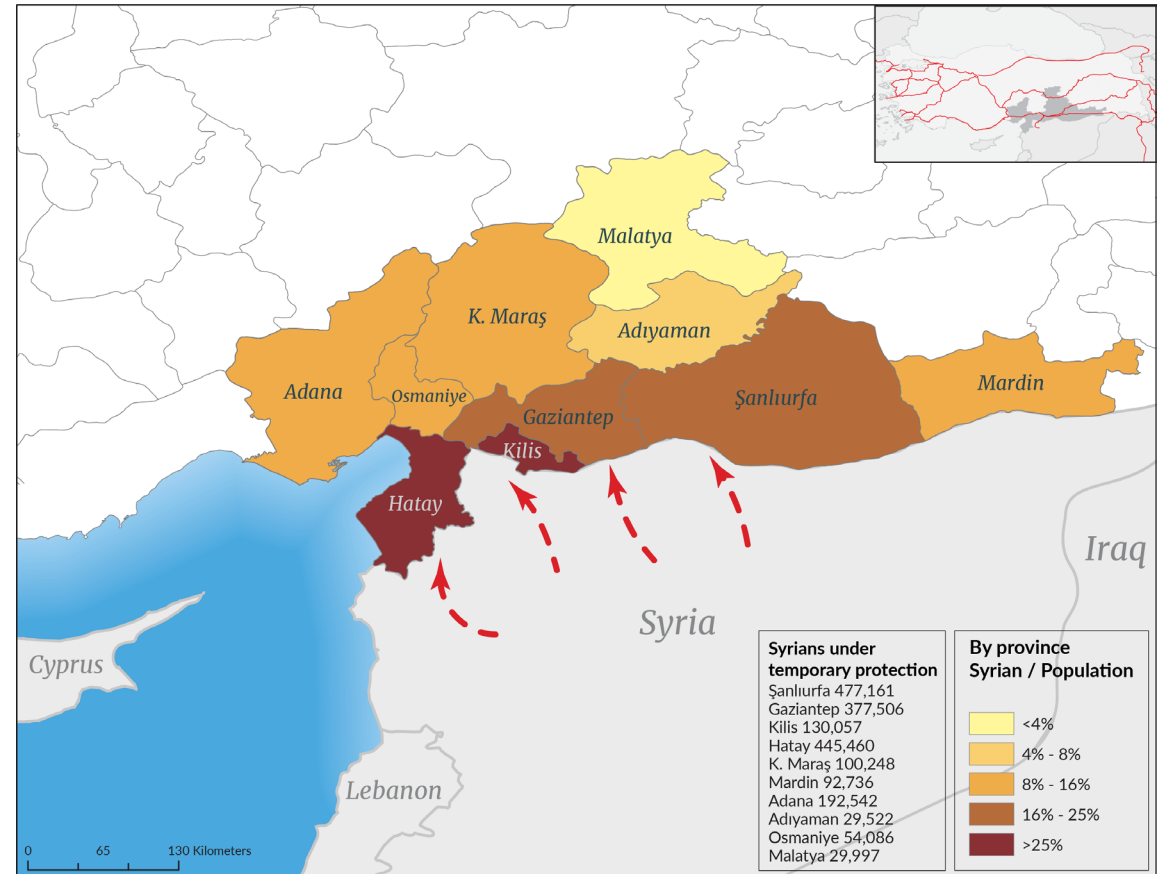 Malatya
K. Maraş
Adıyaman
Adana
Osmaniye
Gaziantep
Şanlıurfa
Mardin
Kilis
Hatay
Iraq
Syria
Cyprus
Lebanon
0 65 130 Kilometers
Syrians under
temporary protection
Şanlıurfa 477,161
Gaziantep 377,506
Kilis 130,057
Hatay 445,460
K. Maraş 100,248
Mardin 92,736
Adana 192,542
Adıyaman 29,522
Osmaniye 54,086
Malatya 29,997
By province
Syrian / Population
<4%
4% - 8%
8% - 16%
16% - 25%
>25%